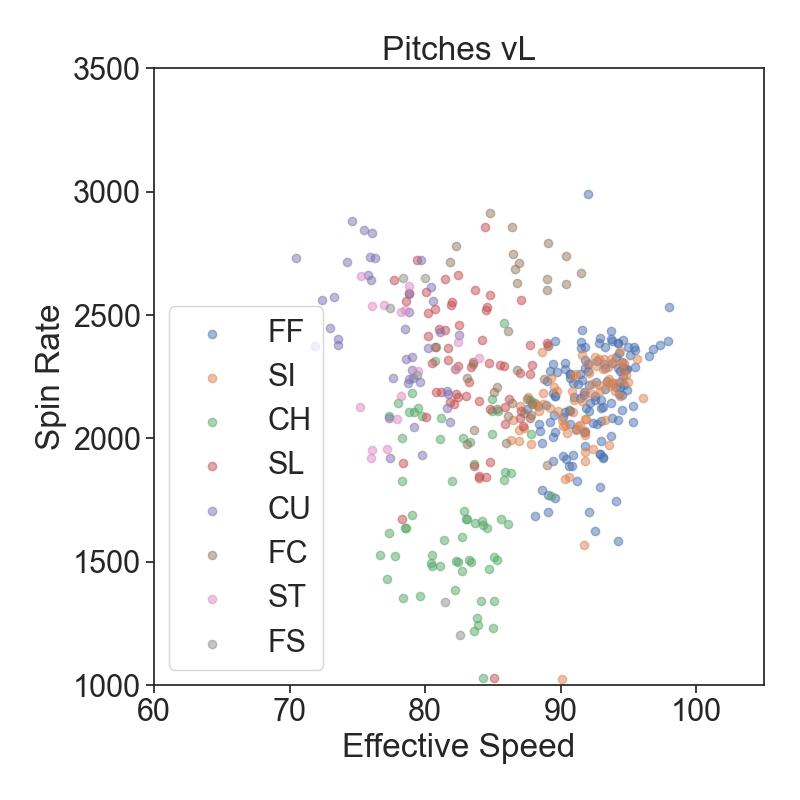 Pitches vL
3500
3000
2500
2000
1500
1000
Spin Rate
FF
SI
CH
SL
CU
FC
ST
FS
60 70 80 90 100
Effective Speed